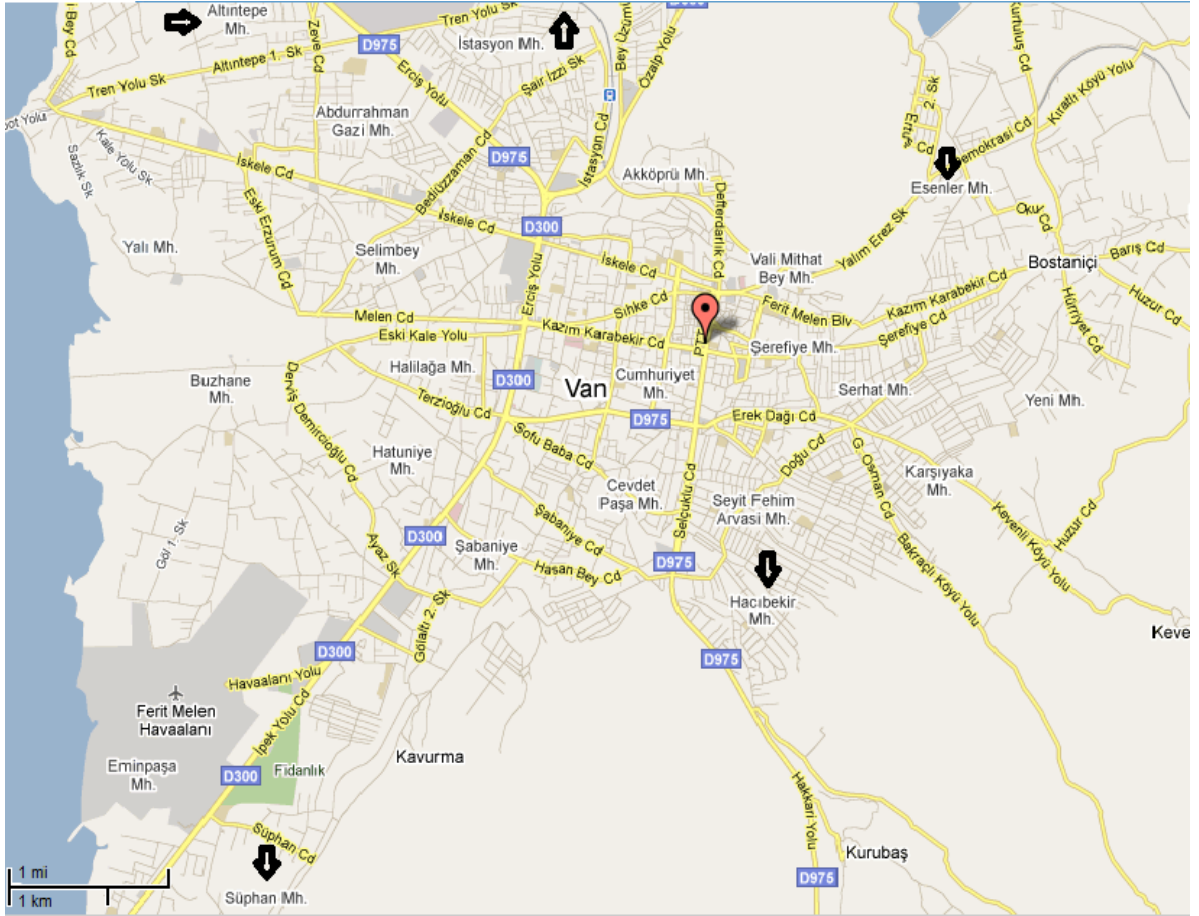 Altıntepe
Mh.
Tren Yolu Sk
D975
İstasyon Mh.
Zeve Cd
Altıntepe 1. Sk
Tren Yolu Sk
Erciş Yolu
Şair İzzi Sk
Özalp Yolu
Abdurrahman
Gazi Mh.
Kale Yolu Sk
Sazlık Sk
İskele Cd
D975
İstasyon Cd
Bediüzzaman Cd
Akköprü Mh.
Defterdarlık Cd
Kıratlı Köyü Yolu
Esenler Mh.
Oku Cd
Eski Erzurum Cd
İskele Cd
D300
Yalı Mh.
Selimbey
Mh.
Erciş Yolu
İskele Cd
Vali Mithat
Bey Mh.
Yalım Erez Sk
Bostaniçi
Barış Cd
Huzur Cd
Hürriyet Cd
Melen Cd
Sıhke Cd
Ferit Melen Blv
Kazım Karabekir Cd
Eski Kale Yolu
Kazım Karabekir Cd
Şerefiye Mh.
Şerefiye Cd
Halilağa Mh.
D300
Van
Cumhuriyet
Mh.
Serhat Mh.
Yeni Mh.
Buzhane
Mh.
Derviş Demircioğlu Cd
Terzioğlu Cd
D975
Erek Dağı Cd
Sofu Baba Cd
Doğu Cd
G. Osman Cd
Hatuniye
Mh.
Karşıyaka
Mh.
Cevdet
Paşa Mh.
Selçuklu Cd
Seyit Fehim
Arvasi Mh.
Göl 1. Sk
D300
Şabaniye Cd
Şabaniye
Mh.
Hasan Bey Cd
D975
Ayaz Sk
Bakraçlı Köyü Yolu
Kevenli Köyü Yolu
Huzur Cd
Hacıbekir
Mh.
Gölaltı 2. Sk
D300
D975
Keve
Havaalanı Yolu
Ferit Melen
Havaalanı
İpek Yolu Cd
Eminpaşa
Mh.
D300
Fidanlık
Kavurma
Hakkari Yolu
Süphan Cd
Kurubaş
D975
Süphan Mh.
1 mi
1 km